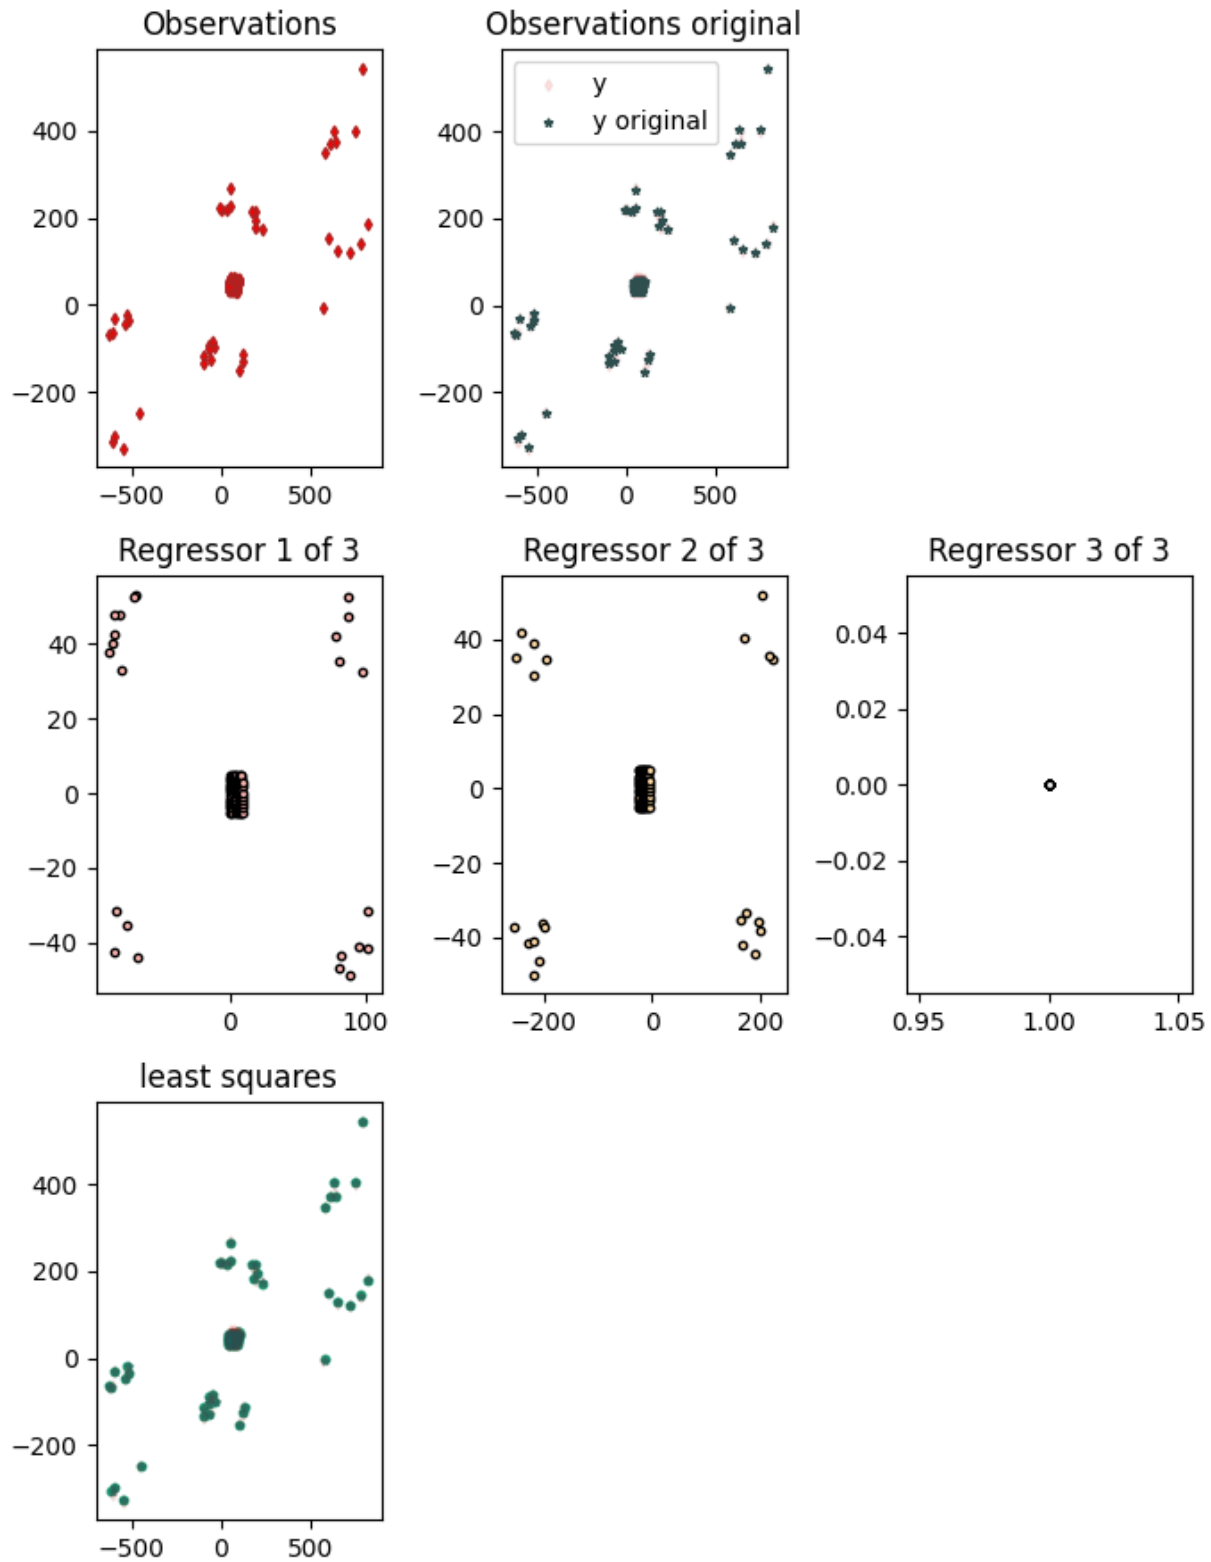 Observations
Observations original
400
200
0
−200
−500 0 500
y
y original
400
200
0
−200
−500 0 500
Regressor 1 of 3
Regressor 2 of 3
Regressor 3 of 3
40
20
0
−20
−40
0 100
40
20
0
−20
−40
−200 0 200
0.04
0.02
0.00
−0.02
−0.04
0.95 1.00 1.05
least squares
400
200
0
−200
−500 0 500